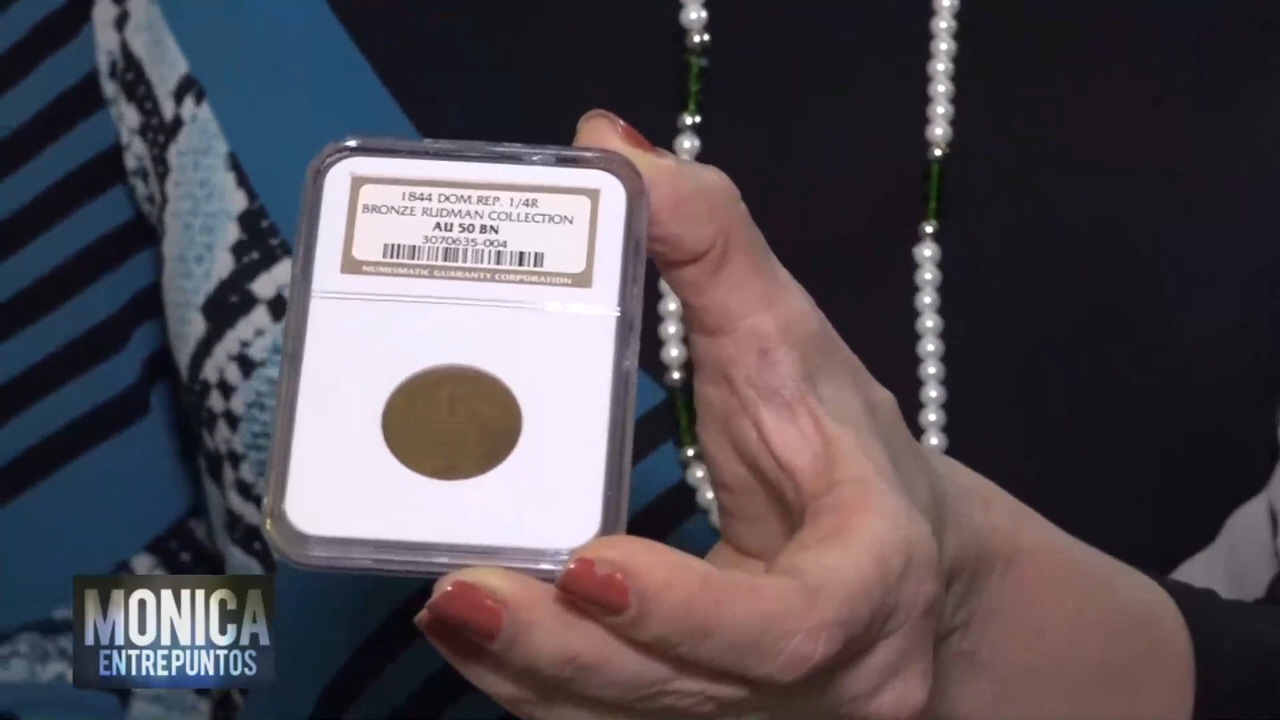 1844 DOM.REP. 1/4R
BRONZE RUDMAN COLLECTION
AU 50 BN
3070635-004
NUMISMATIC GUARANTY CORPORATION
MONICA
ENTREPUNTOS